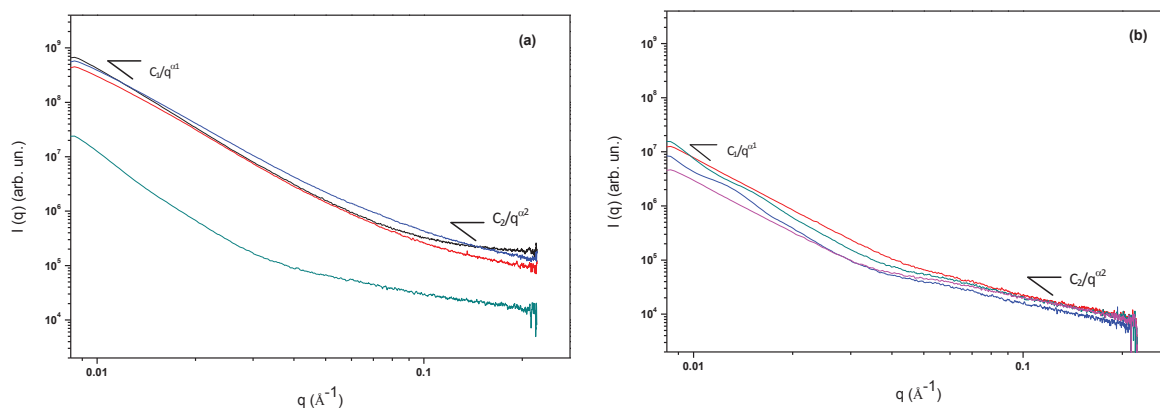 (a)
10⁹
10⁸
10⁷
10⁶
10⁵
10⁴
I (q) (arb. un.)
C₁/q^α1
C₂/q^α2
0.01
0.1
q (Å⁻¹)
(b)
10⁹
10⁸
10⁷
10⁶
10⁵
10⁴
I (q) (arb. un.)
C₁/q^α1
C₂/q^α2
0.01
0.1
q (Å⁻¹)